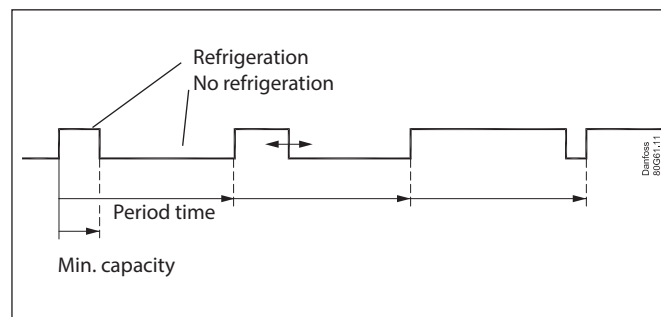 Refrigeration
No refrigeration
Period time
Min. capacity
Danfoss
80G61.11